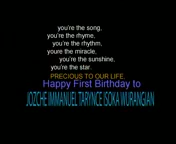 you're the song,
you're the rhyme,
you're the rhythm,
youre the miracle,
you're the sunshine,
you're the star.
PRECIOUS TO OUR LIFE.
Happy First Birthday to
JOZCHE IMMANUEL TARYNCE ISOKA WURANGIAN